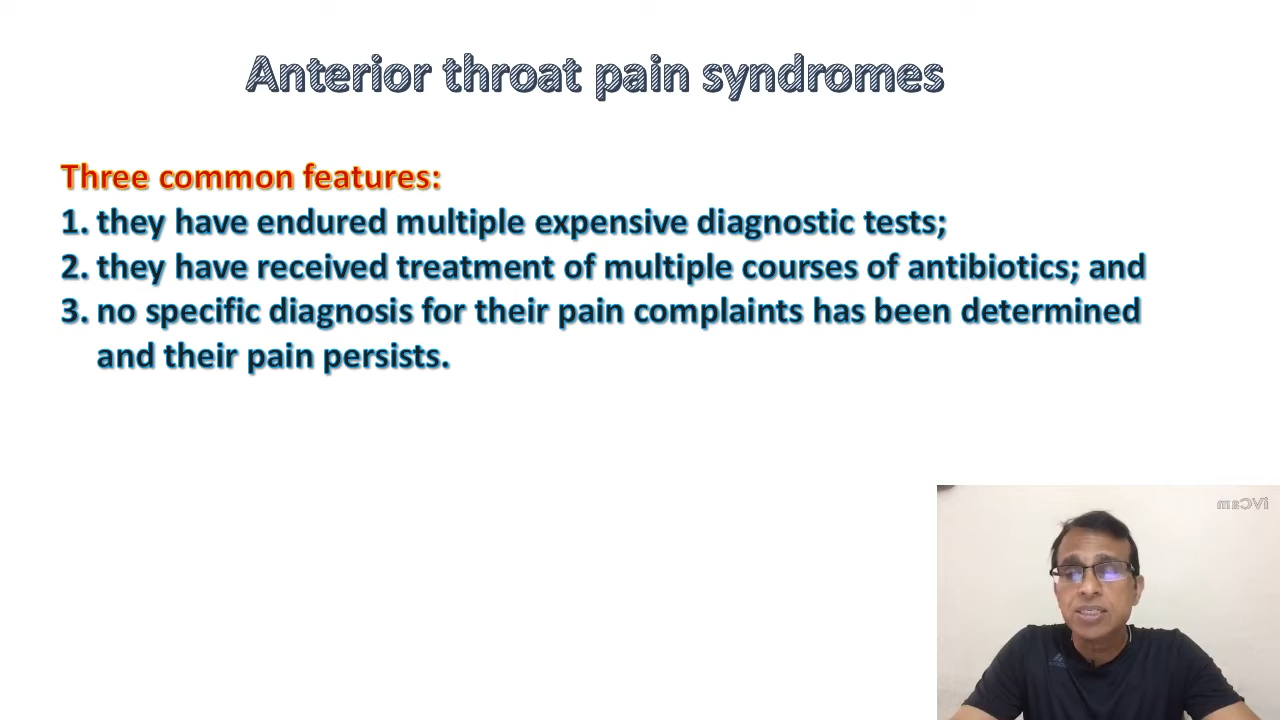 Anterior throat pain syndromes
Three common features:
1. they have endured multiple expensive diagnostic tests;
2. they have received treatment of multiple courses of antibiotics; and
3. no specific diagnosis for their pain complaints has been determined
and their pain persists.
iVCam